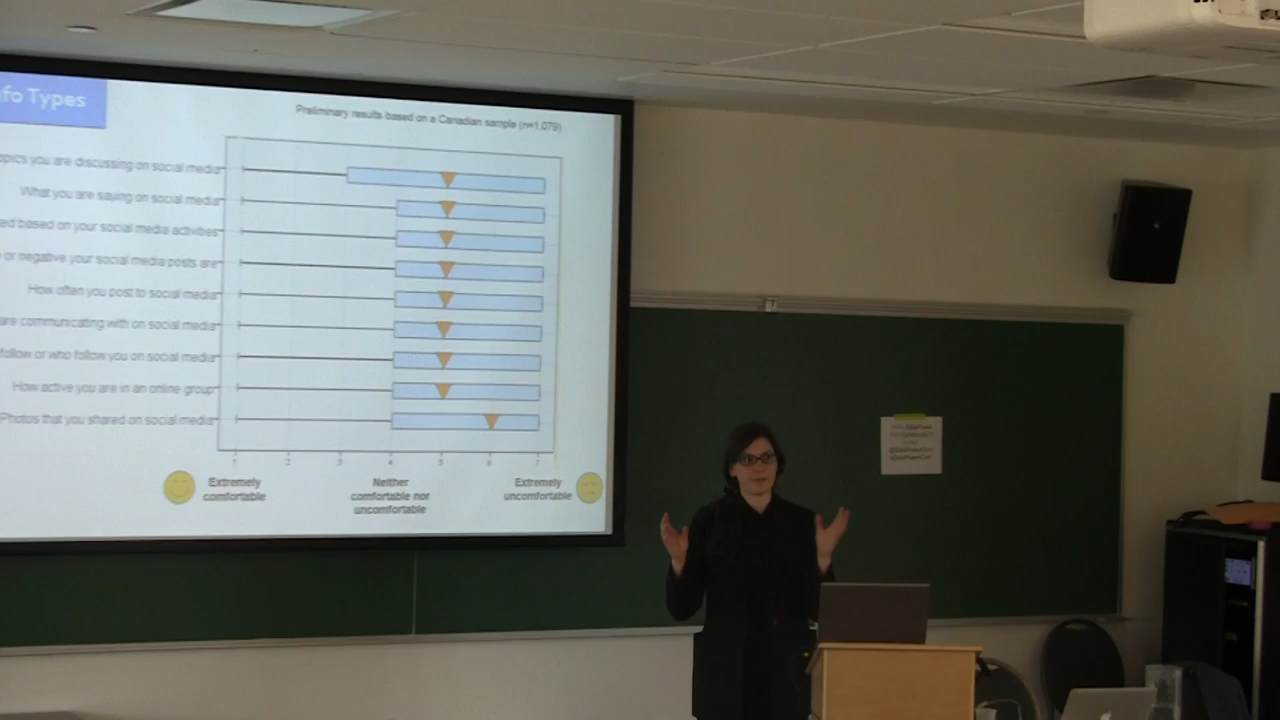 nfo Types
Preliminary results based on a Canadian sample (n=1,079)
opics you are discussing on social media
What you are saying on social media
ed based on your social media activities
or negative your social media posts are
How often you post to social media
are communicating with on social media
follow or who follow you on social media
How active you are in an online group
Photos that you shared on social media
1 2 3 4 5 6 7
Extremely
comfortable
Neither
comfortable nor
uncomfortable
Extremely
uncomfortable